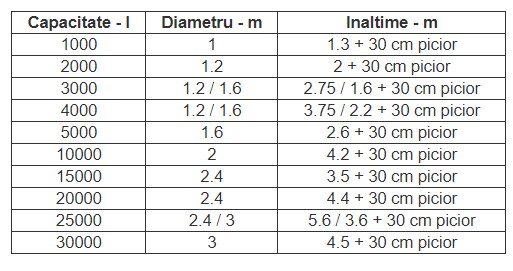 Capacitate - l Diametru - m Inaltime - m
1000 1 1.3 + 30 cm picior
2000 1.2 2 + 30 cm picior
3000 1.2 / 1.6 2.75 / 1.6 + 30 cm picior
4000 1.2 / 1.6 3.75 / 2.2 + 30 cm picior
5000 1.6 2.6 + 30 cm picior
10000 2 4.2 + 30 cm picior
15000 2.4 3.5 + 30 cm picior
20000 2.4 4.4 + 30 cm picior
25000 2.4 / 3 5.6 / 3.6 + 30 cm picior
30000 3 4.5 + 30 cm picior